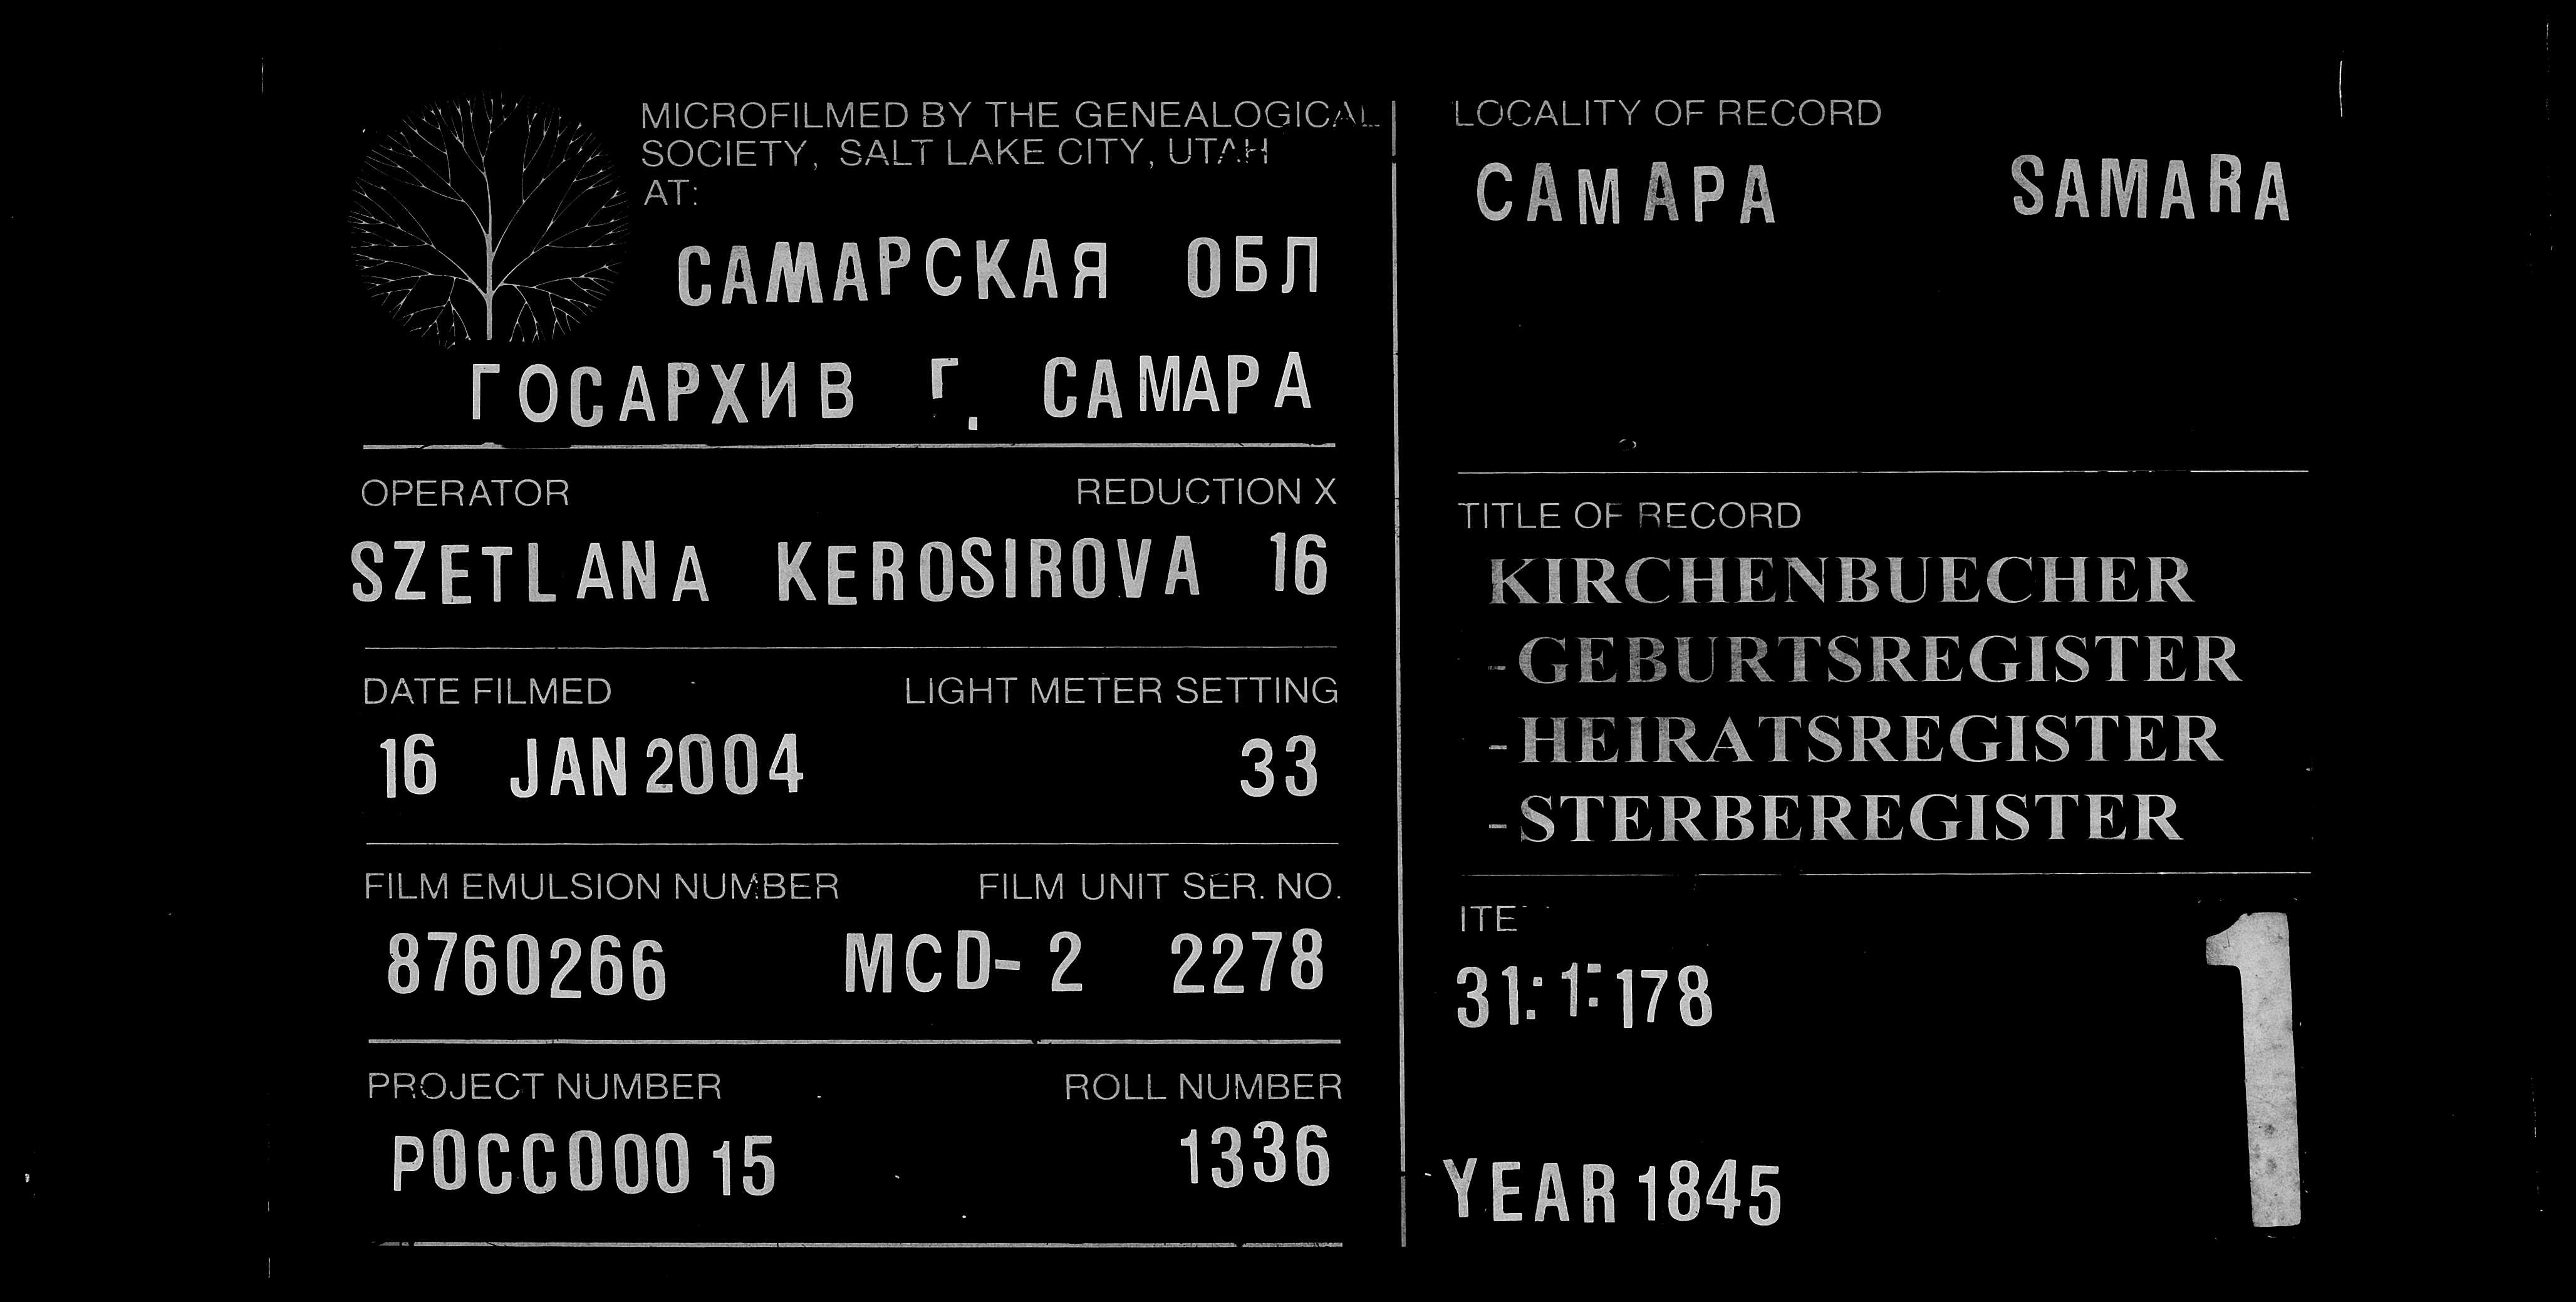 MICROFILMED BY THE GENEALOGICAL
SOCIETY, SALT LAKE CITY, UTAH
AT:
САМАРСКАЯ ОБЛ
ГОСАРХИВ Г. САМАРА
OPERATOR REDUCTION X
SZETLANA KEROSIROVA 16
DATE FILMED LIGHT METER SETTING
16 JAN 2004 33
FILM EMULSION NUMBER FILM UNIT SER. NO.
8760266 MCD-2 2278
PROJECT NUMBER ROLL NUMBER
POCC00015 1336
LOCALITY OF RECORD
САМАРА SAMARA
TITLE OF RECORD
KIRCHENBUECHER
-GEBURTSREGISTER
-HEIRATSREGISTER
-STERBEREGISTER
ITE
31:1:178
1
YEAR 1845